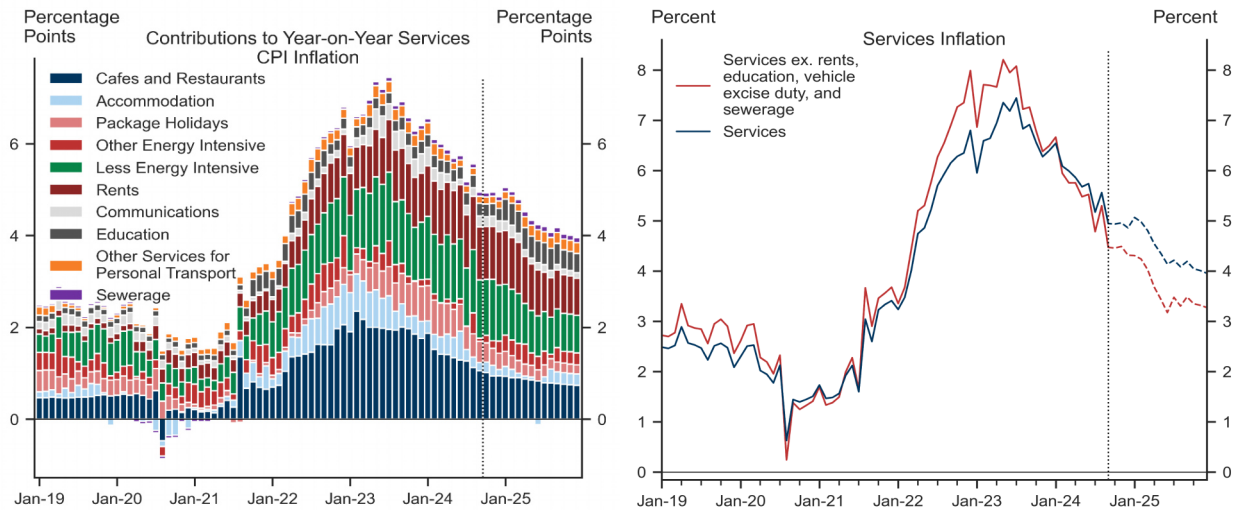 Percentage
Points
Percentage
Points
Contributions to Year-on-Year Services
CPI Inflation
Cafes and Restaurants
Accommodation
Package Holidays
Other Energy Intensive
Less Energy Intensive
Rents
Communications
Education
Other Services for
Personal Transport
Sewerage
6
4
2
0
6
4
2
0
Jan-19
Jan-20
Jan-21
Jan-22
Jan-23
Jan-24
Jan-25
Percent
Percent
Services Inflation
Services ex. rents,
education, vehicle
excise duty, and
sewerage
Services
8
7
6
5
4
3
2
1
0
8
7
6
5
4
3
2
1
0
Jan-19
Jan-20
Jan-21
Jan-22
Jan-23
Jan-24
Jan-25